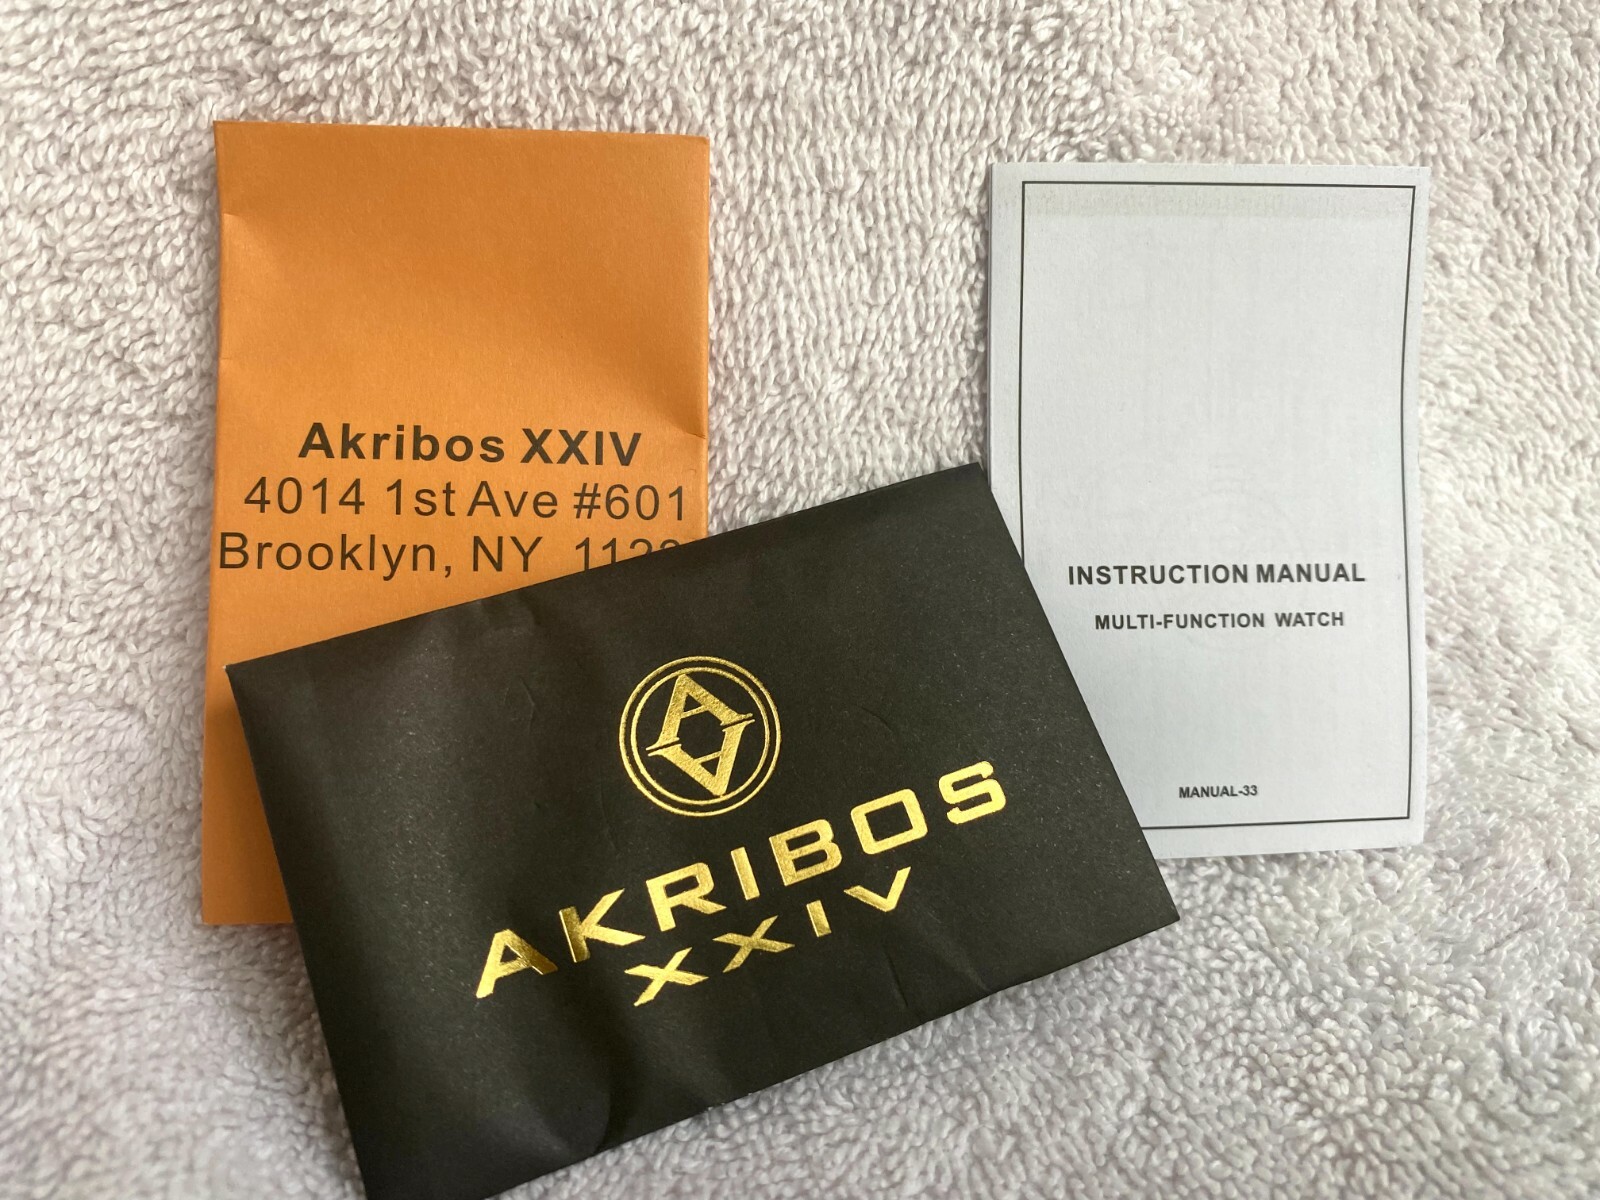 Akribos XXIV
4014 1st Ave #601
Brooklyn, NY
AKRIBOS
XXIV
INSTRUCTION MANUAL
MULTI-FUNCTION WATCH
MANUAL-33